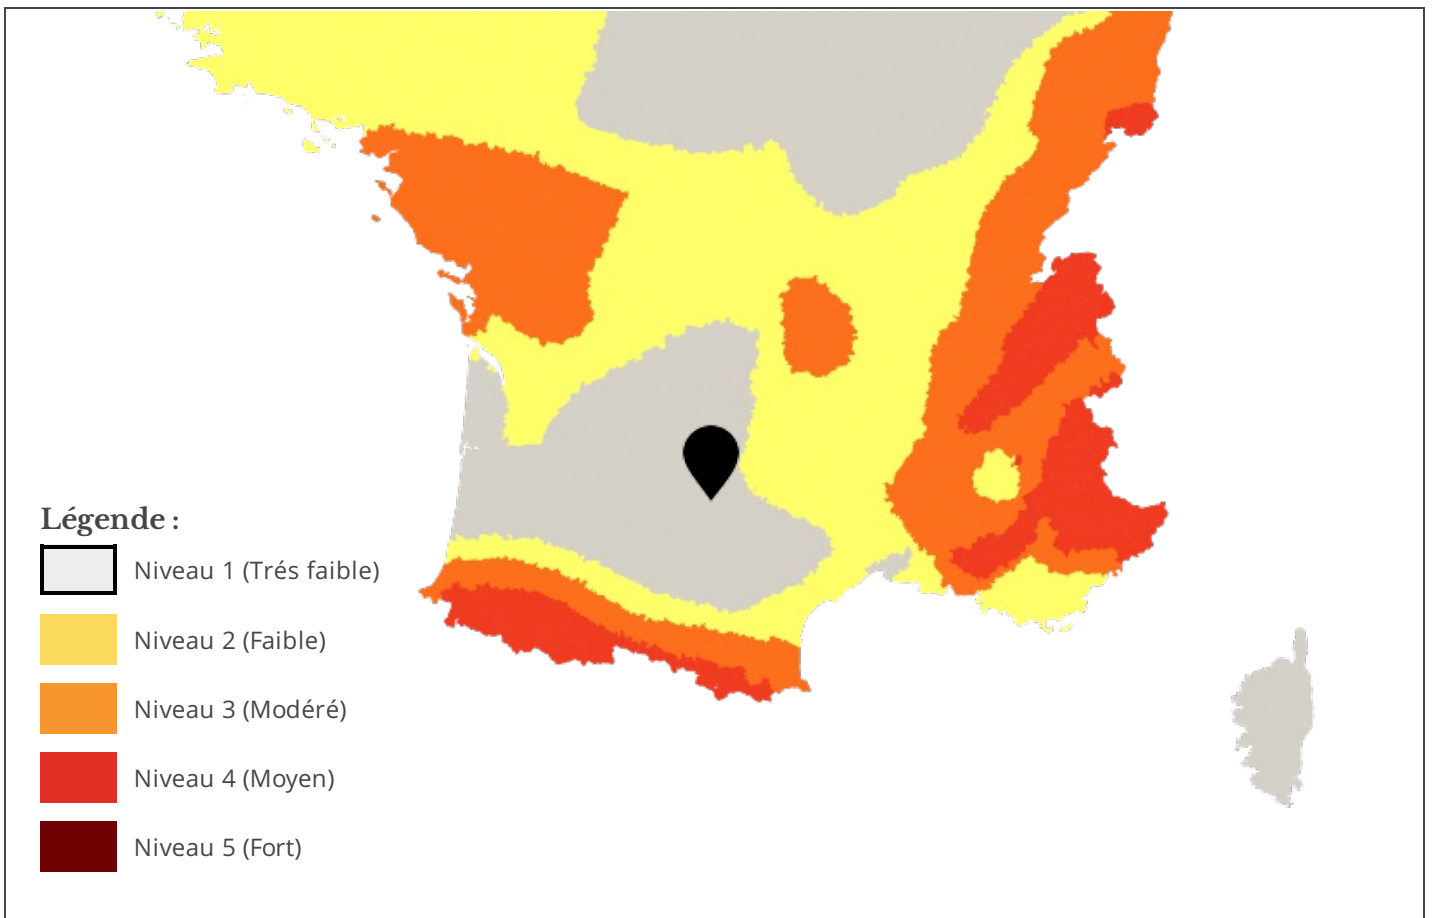 Légende :
Niveau 1 (Trés faible)
Niveau 2 (Faible)
Niveau 3 (Modéré)
Niveau 4 (Moyen)
Niveau 5 (Fort)